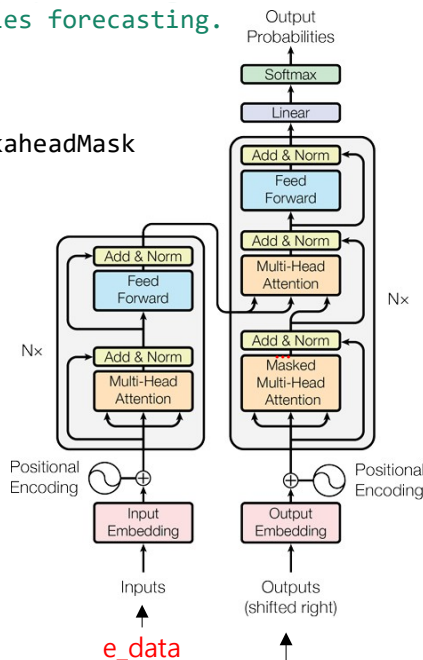 ies forecasting.
kaheadMask
Output
Probabilities
Softmax
Linear
Add & Norm
Feed
Forward
Add & Norm
Multi-Head
Attention
Nx
Add & Norm
Masked
Multi-Head
Attention
Add & Norm
Feed
Forward
Nx
Add & Norm
Multi-Head
Attention
Positional
Encoding
Positional
Encoding
Input
Embedding
Output
Embedding
Inputs
Outputs
(shifted right)
e_data